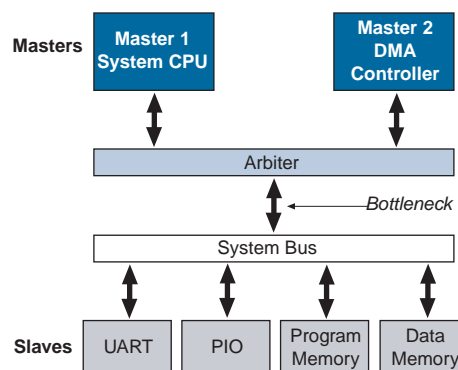 Masters
Master 1
System CPU
Master 2
DMA
Controller
Arbiter
Bottleneck
System Bus
Slaves
UART
PIO
Program
Memory
Data
Memory